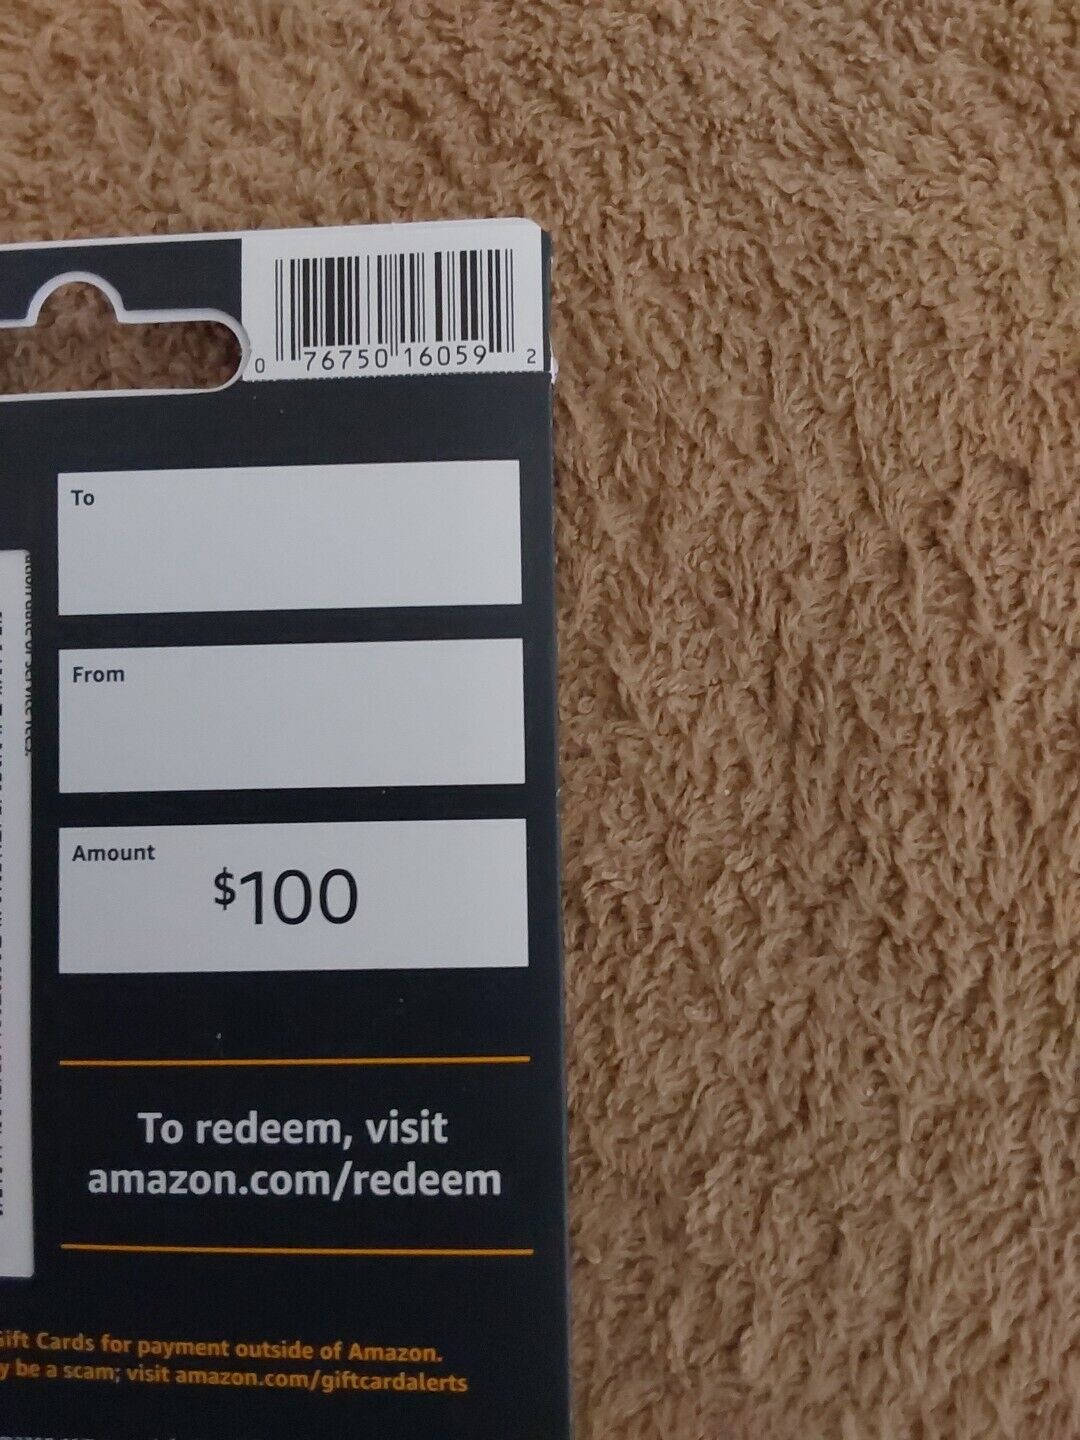 0 76750 16059 2
To
From
Amount
$100
To redeem, visit
amazon.com/redeem
Gift Cards for payment outside of Amazon.
be a scam; visit amazon.com/giftcardalerts